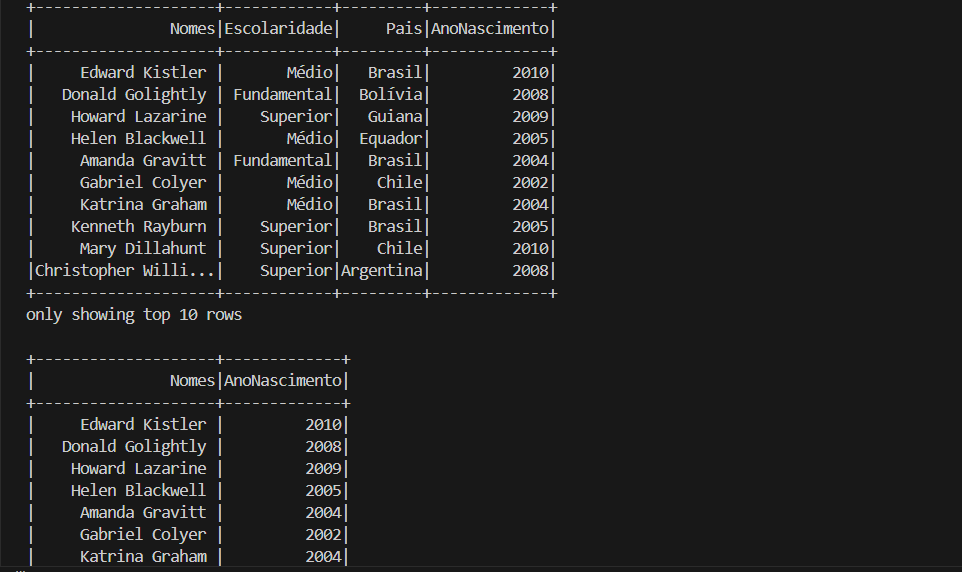 +--------------------+------------+---------+-------------+
|               Nomes|Escolaridade|     Pais|AnoNascimento|
+--------------------+------------+---------+-------------+
|     Edward Kistler |       Médio|   Brasil|         2010|
|   Donald Golightly | Fundamental|  Bolívia|         2008|
|    Howard Lazarine |    Superior|   Guiana|         2009|
|    Helen Blackwell |       Médio|  Equador|         2005|
|     Amanda Gravitt | Fundamental|   Brasil|         2004|
|     Gabriel Colyer |       Médio|    Chile|         2002|
|     Katrina Graham |       Médio|   Brasil|         2004|
|    Kenneth Rayburn |    Superior|   Brasil|         2005|
|     Mary Dillahunt |    Superior|    Chile|         2010|
|Christopher Willi...|    Superior|Argentina|         2008|
+--------------------+------------+---------+-------------+
only showing top 10 rows
+--------------------+-------------+
|               Nomes|AnoNascimento|
+--------------------+-------------+
|     Edward Kistler |         2010|
|   Donald Golightly |         2008|
|    Howard Lazarine |         2009|
|    Helen Blackwell |         2005|
|     Amanda Gravitt |         2004|
|     Gabriel Colyer |         2002|
|     Katrina Graham |         2004|